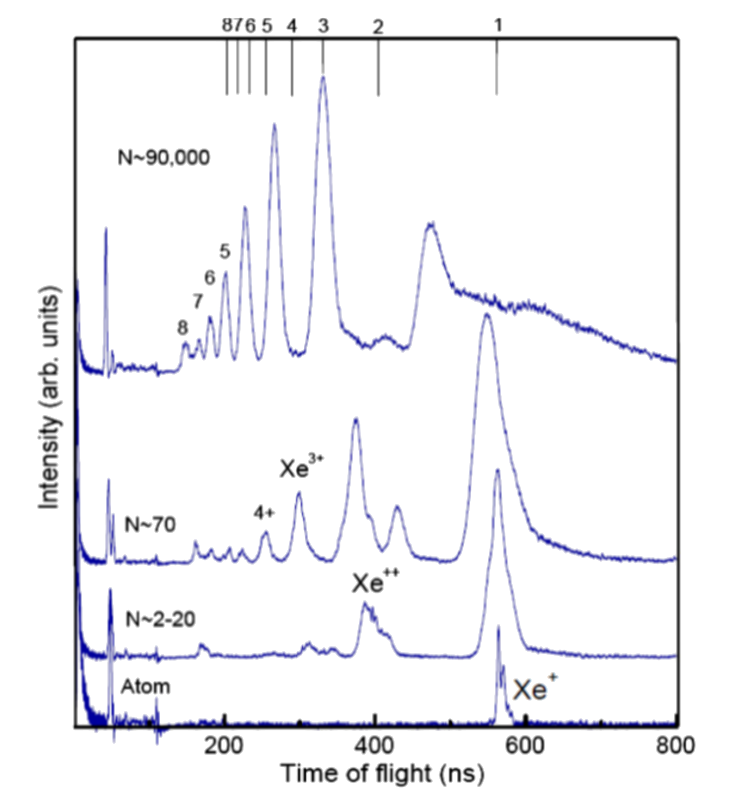 8 7 6 5 4 3 2 1
N~90,000
5
6
7
8
Intensity (arb. units)
Xe³⁺
4+
N~70
Xe⁺⁺
N~2-20
Atom
Xe⁺
200 400 600 800
Time of flight (ns)